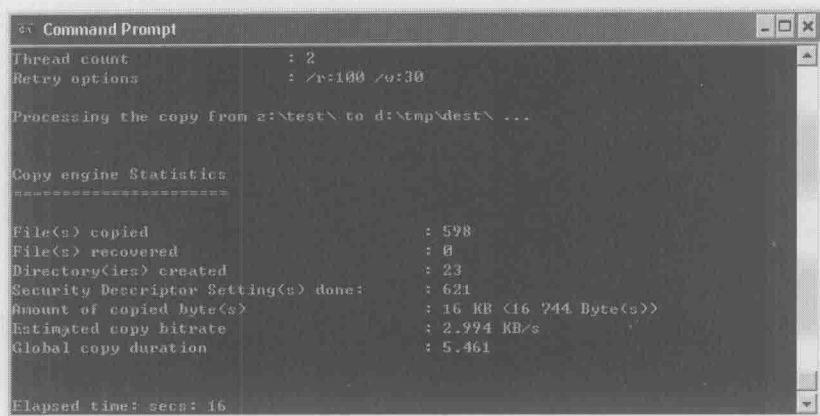 Command Prompt
Thread count : 2
Retry options : /r:100 /w:30
Processing the copy from z:\test\ to d:\tmp\dest\ ...
Copy engine Statistics
======================
File(s) copied : 598
File(s) recovered : 0
Directory(ies) created : 23
Security Descriptor Setting(s) done: : 621
Amount of copied byte(s) : 16 KB (16 744 Byte(s))
Estimated copy bitrate : 2.994 KB/s
Global copy duration : 5.461
Elapsed time: secs: 16